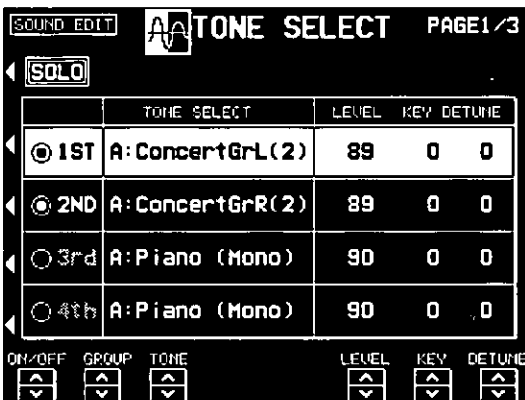 SOUND EDIT TONE SELECT PAGE1/3
SOLO
TONE SELECT LEVEL KEY DETUNE
1ST A:ConcertGrL(2) 89 0 0
2ND A:ConcertGrR(2) 89 0 0
3rd A:Piano (Mono) 90 0 0
4th A:Piano (Mono) 90 0 0
ON/OFF GROUP TONE LEVEL KEY DETUNE